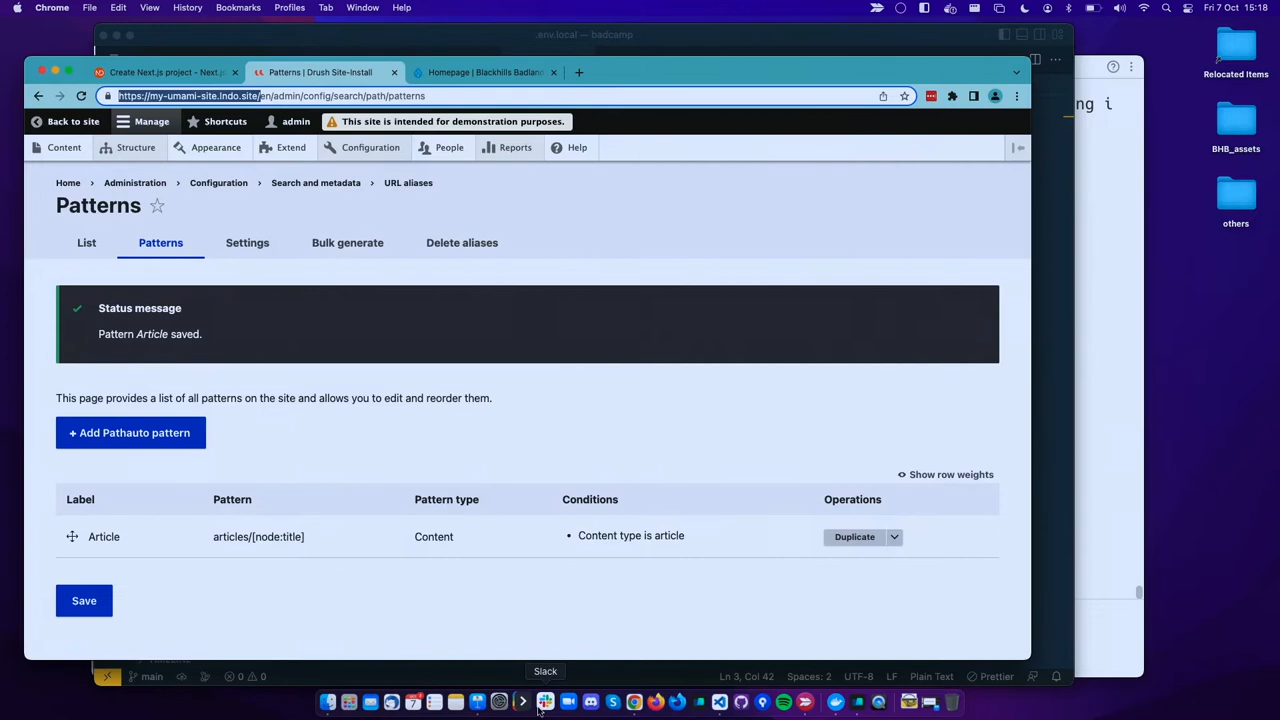 Chrome File Edit View History Bookmarks Profiles Tab Window Help Fri 7 Oct 15:18
.env.local — badcamp
Create Next.js project - Next.js Patterns | Drush Site-Install Homepage | Blackhills Badland
https://my-umami-site.lndo.site/en/admin/config/search/path/patterns
Back to site Manage Shortcuts admin This site is intended for demonstration purposes.
Content Structure Appearance Extend Configuration People Reports Help
Home › Administration › Configuration › Search and metadata › URL aliases
Patterns
List Patterns Settings Bulk generate Delete aliases
Status message
Pattern Article saved.
This page provides a list of all patterns on the site and allows you to edit and reorder them.
+ Add Pathauto pattern
Show row weights
Label Pattern Pattern type Conditions Operations
Article articles/[node:title] Content • Content type is article Duplicate
Save
ng i
Relocated Items
BHB_assets
others
Slack
main 0 0 Ln 3, Col 42 Spaces: 2 UTF-8 LF Plain Text Prettier